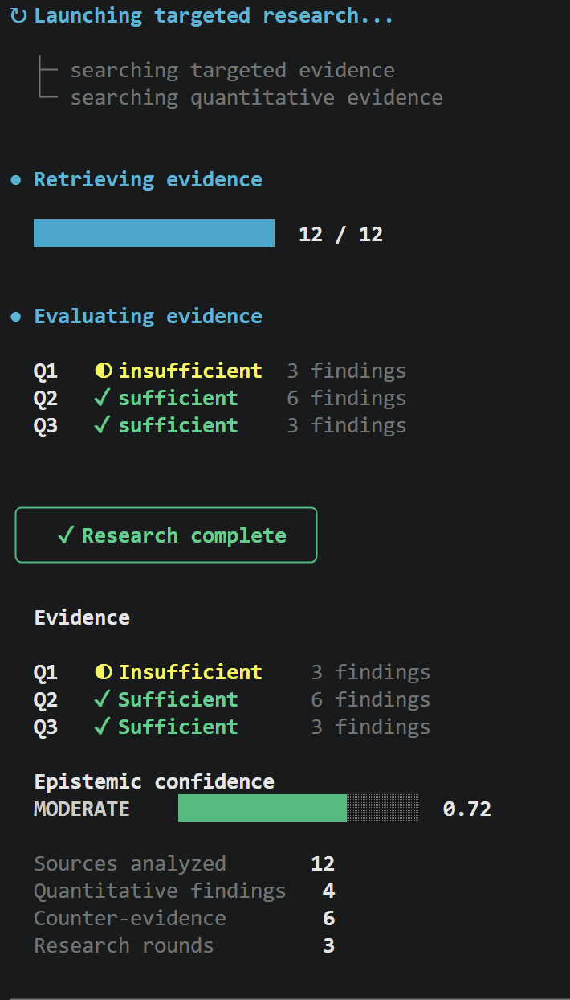 ↻ Launching targeted research...
├─ searching targeted evidence
└─ searching quantitative evidence
● Retrieving evidence
12 / 12
● Evaluating evidence
Q1 ◐ insufficient 3 findings
Q2 ✓ sufficient 6 findings
Q3 ✓ sufficient 3 findings
✓ Research complete
Evidence
Q1 ◐ Insufficient 3 findings
Q2 ✓ Sufficient 6 findings
Q3 ✓ Sufficient 3 findings
Epistemic confidence
MODERATE 0.72
Sources analyzed 12
Quantitative findings 4
Counter-evidence 6
Research rounds 3